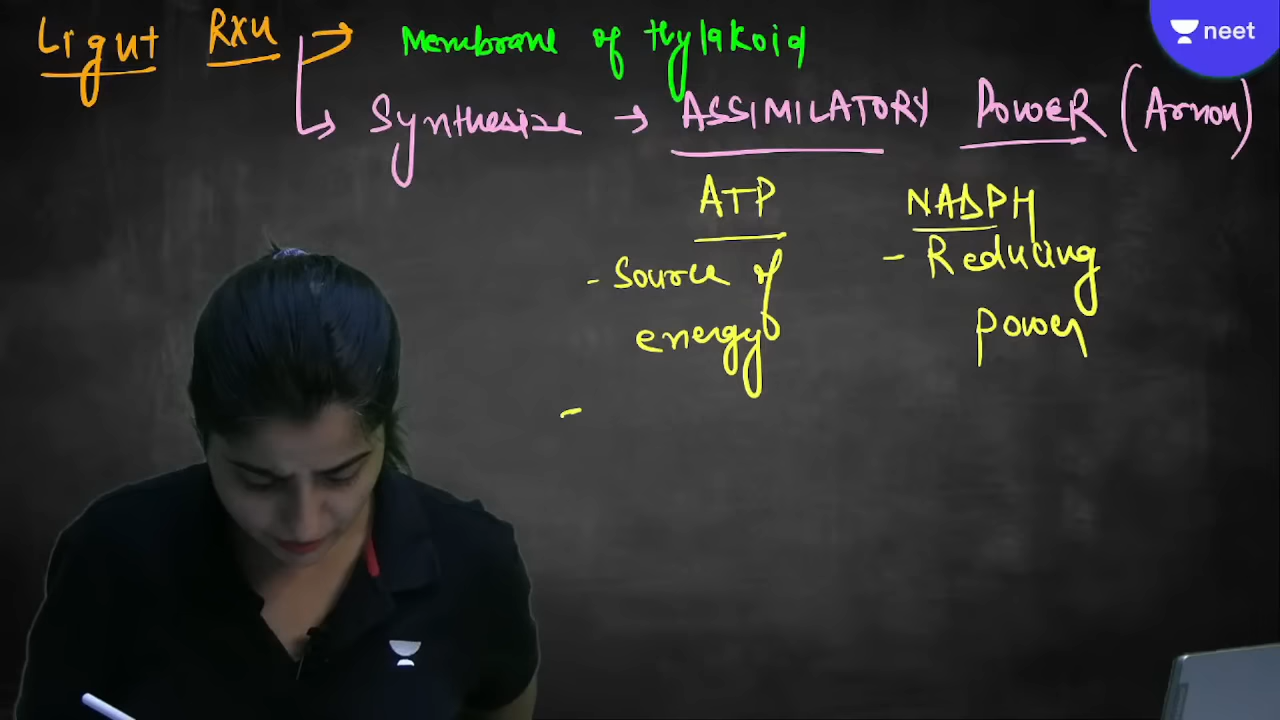 Light Rxn → Membrane of thylakoid
neet
↳ Synthesize → ASSIMILATORY POWER (Arnon)
ATP NADPH
- Source of energy
- Reducing power
-